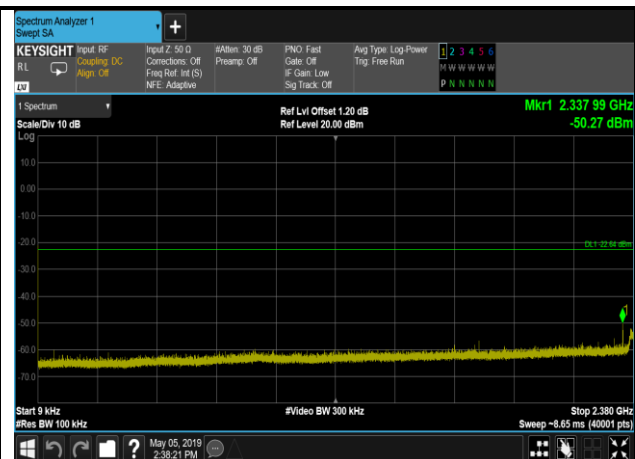 Spectrum Analyzer 1
Swept SA
+
KEYSIGHT
RL
LXI
Input: RF
Coupling: DC
Align: Off
Input Z: 50 Ω
Corrections: Off
Freq Ref: Int (S)
NFE: Adaptive
#Atten: 30 dB
Preamp: Off
PNO: Fast
Gate: Off
IF Gain: Low
Sig Track: Off
Avg Type: Log-Power
Trig: Free Run
1 2 3 4 5 6
M W W W W W
P N N N N N
1 Spectrum
Scale/Div 10 dB
Log
Ref Lvl Offset 1.20 dB
Ref Level 20.00 dBm
Mkr1 2.337 99 GHz
-50.27 dBm
10.0
0.00
-10.0
-20.0
DL1 -22.64 dBm
-30.0
-40.0
-50.0
-60.0
-70.0
Start 9 kHz
#Video BW 300 kHz
Stop 2.380 GHz
#Res BW 100 kHz
Sweep ~8.65 ms (40001 pts)
?
May 05, 2019
2:38:21 PM